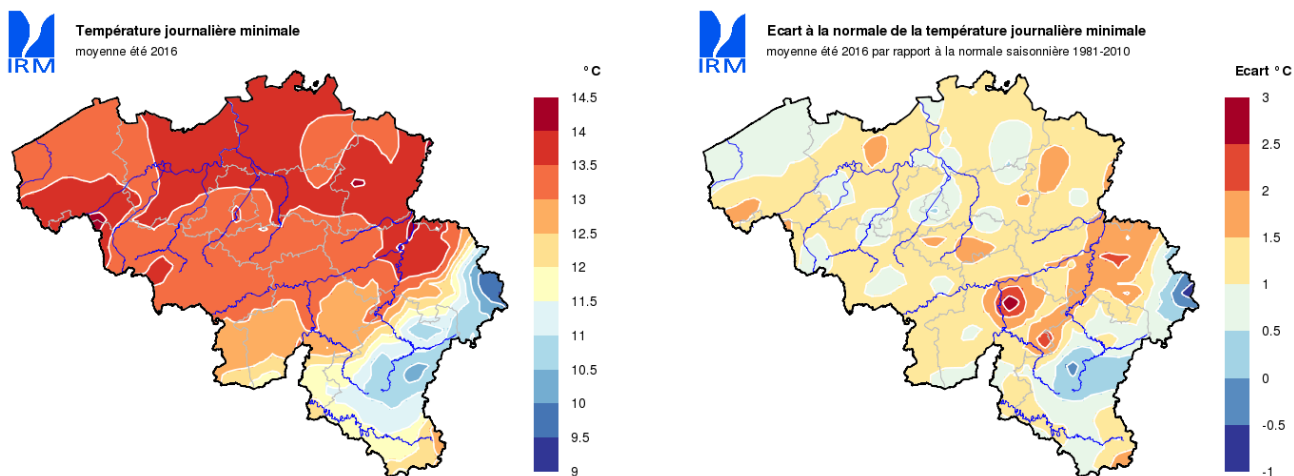 IRM
Température journalière minimale
moyenne été 2016
°C
14.5
14
13.5
13
12.5
12
11.5
11
10.5
10
9.5
9
IRM
Ecart à la normale de la température journalière minimale
moyenne été 2016 par rapport à la normale saisonnière 1981-2010
Ecart °C
3
2.5
2
1.5
1
0.5
0
-0.5
-1